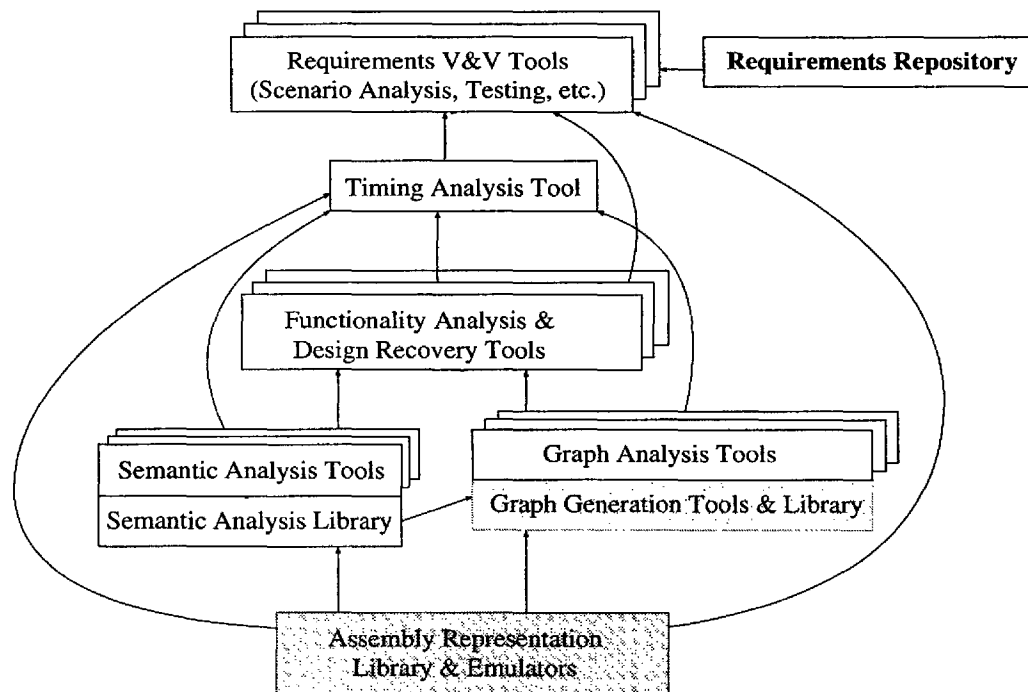 Requirements V&V Tools
(Scenario Analysis, Testing, etc.)
Requirements Repository
Timing Analysis Tool
Functionality Analysis &
Design Recovery Tools
Semantic Analysis Tools
Semantic Analysis Library
Graph Analysis Tools
Graph Generation Tools & Library
Assembly Representation
Library & Emulators